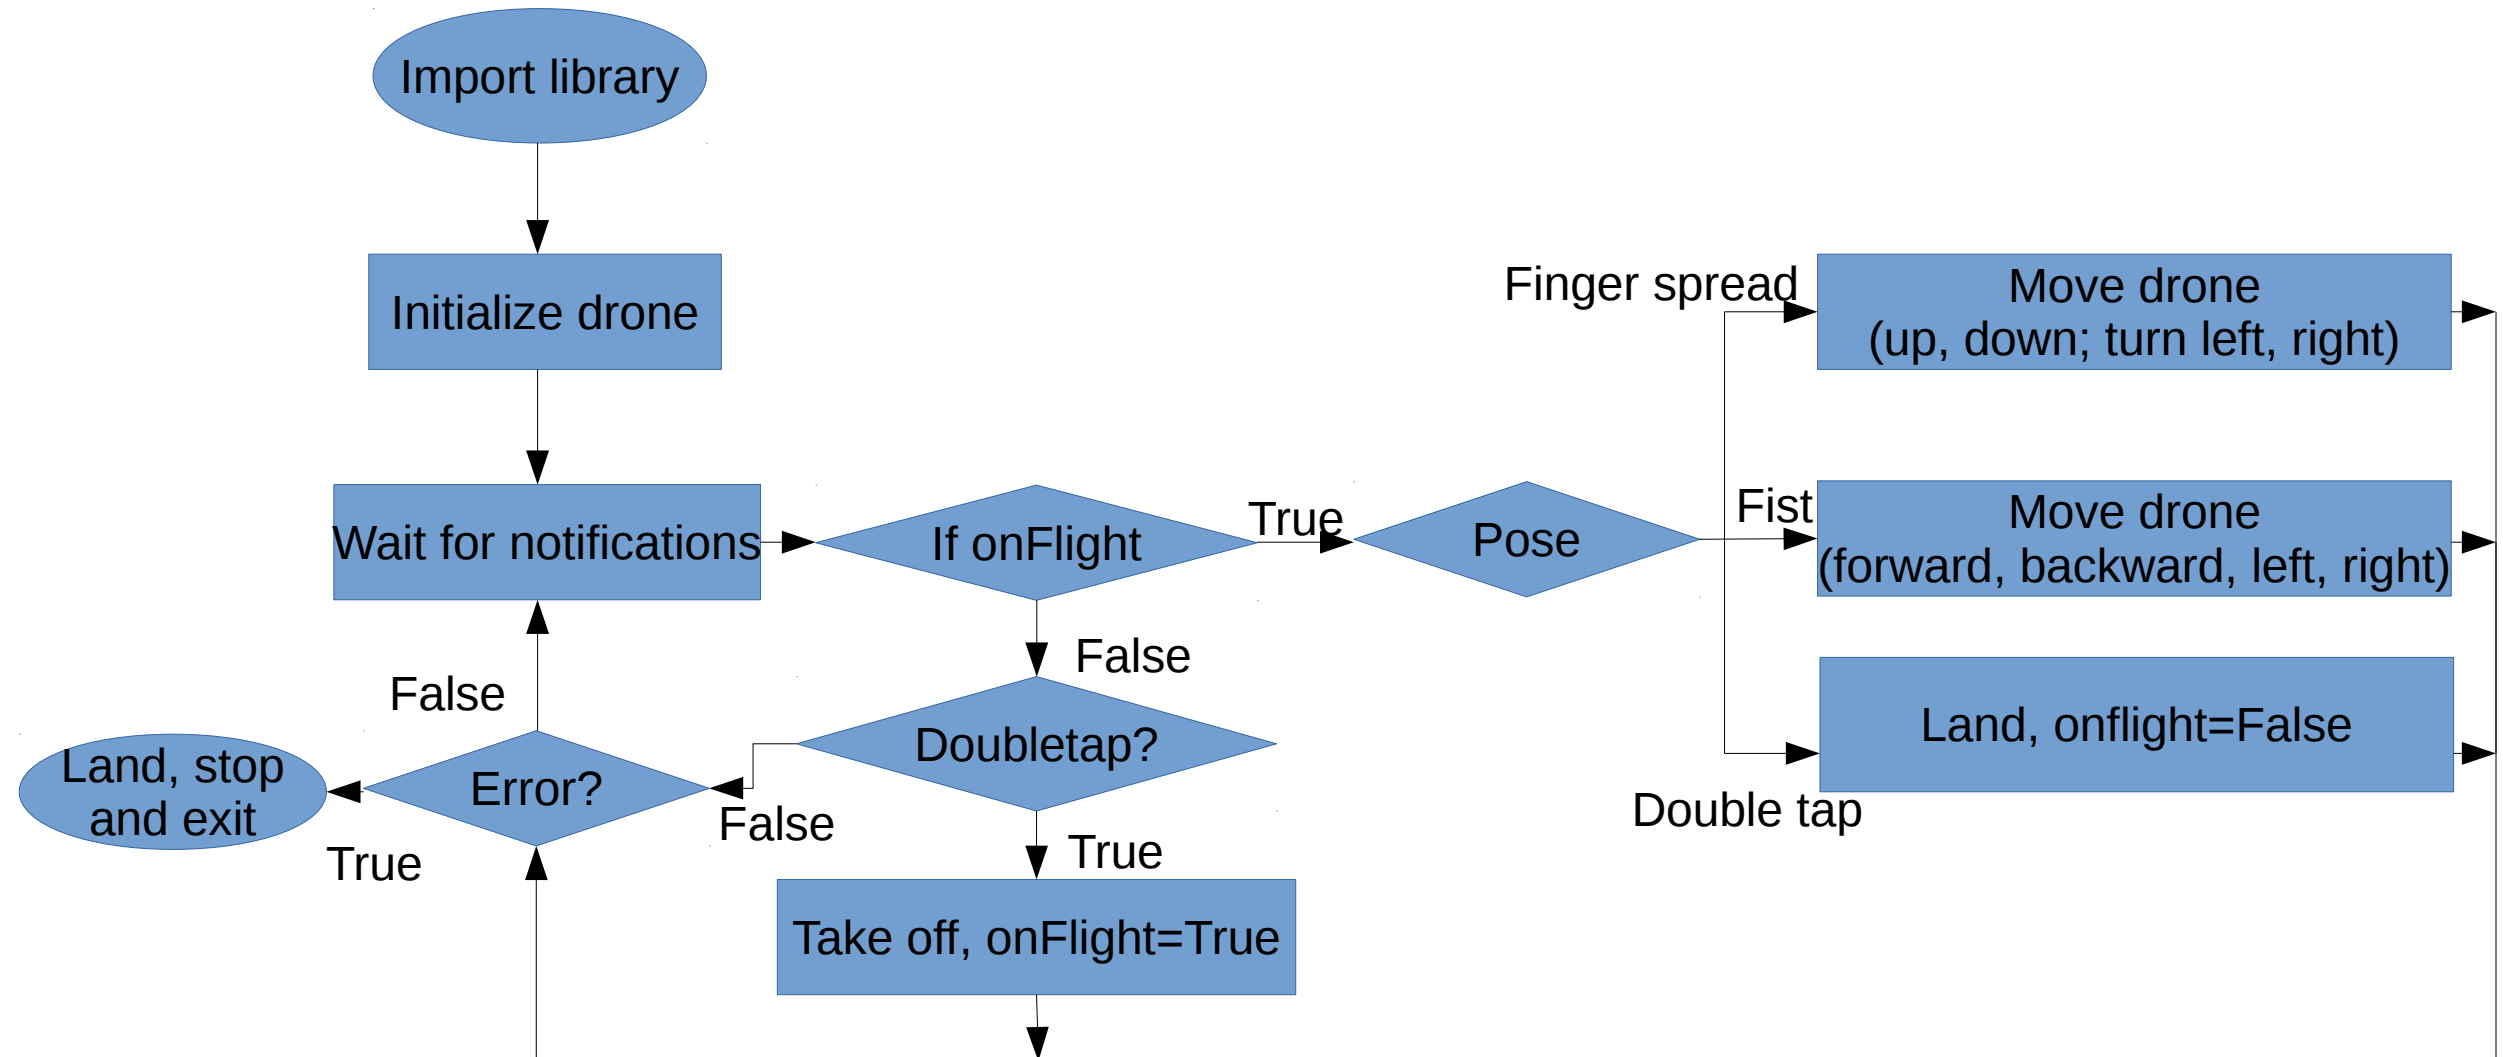 Import library
Initialize drone
Finger spread
Move drone
(up, down; turn left, right)
Wait for notifications
If onFlight
True
Pose
Fist
Move drone
(forward, backward, left, right)
False
False
Doubletap?
Land, onflight=False
Land, stop
and exit
Error?
False
Double tap
True
True
Take off, onFlight=True